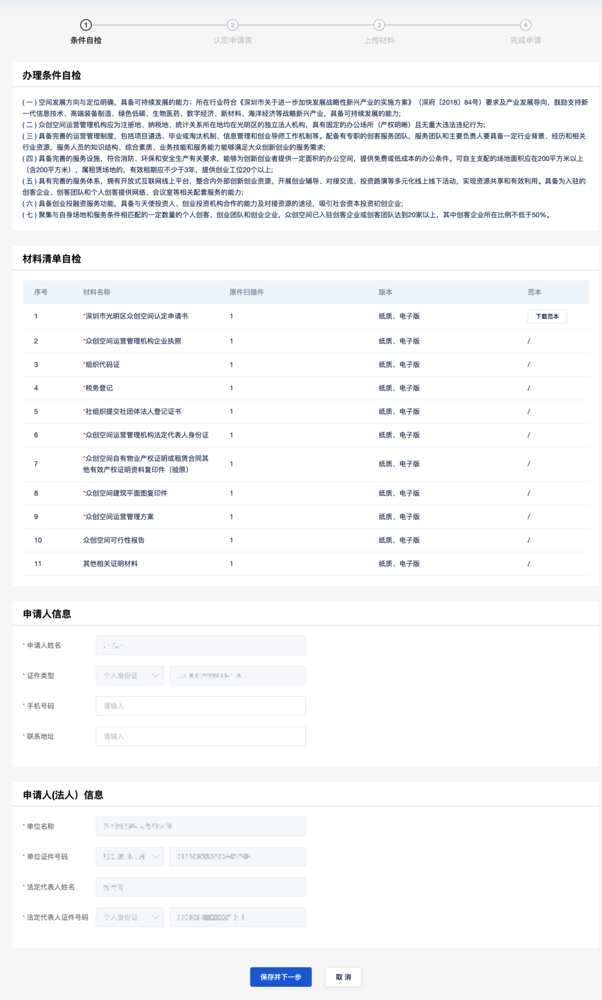 1
2
3
4
条件自检
认定申请表
上传材料
完成申请
办理条件自检
(一) 空间发展方向与定位明确，具备可持续发展的能力；所在行业符合《深圳市关于进一步加快发展战略性新兴产业的实施方案》（深府〔2018〕84号）要求及产业发展导向，鼓励支持新
一代信息技术、高端装备制造、绿色低碳、生物医药、数字经济、新材料、海洋经济等战略新兴产业，具备可持续发展的能力;
(二) 众创空间运营管理机构应为注册地、纳税地、统计关系所在地均在光明区的独立法人机构，具有固定的办公场所（产权明晰）且无重大违法违纪行为;
(三) 具备完善的运营管理制度，包括项目遴选、毕业或淘汰机制、信息管理和创业导师工作机制等。配备有专职的创客服务团队，服务团队和主要负责人要具备一定行业背景、经历和相关
行业资源，服务人员的知识结构、综合素质、业务技能和服务能力能够满足大众创新创业的服务需求;
(四) 具备完善的服务设施，符合消防、环保和安全生产有关要求，能够为创新创业者提供一定面积的办公空间，提供免费或低成本的办公条件。可自主支配的场地面积应在200平方米以上
（含200平方米），属租赁场地的，有效租期应不少于3年，提供创业工位20个以上;
(五) 具有完善的服务体系，拥有开放式互联网线上平台，整合内外部创新创业资源，开展创业辅导、对接交流、投资路演等多元化线上线下活动，实现资源共享和有效利用。具备为入驻的
创客企业、创客团队和个人创客提供网络、会议室等相关配套服务的能力;
(六) 具备创业投融资服务功能，具备与天使投资人、创业投资机构合作的能力及对接资源的途径，吸引社会资本投资初创企业;
(七) 聚集与自身场地和服务条件相匹配的一定数量的个人创客、创业团队和创业企业，众创空间已入驻创客企业或创客团队达到20家以上，其中创客企业所在比例不低于50%。
材料清单自检
序号 材料名称 原件扫描件 版本 范本
1 *深圳市光明区众创空间认定申请书 1 纸质、电子版 下载范本
2 *众创空间运营管理机构企业执照 1 纸质、电子版 /
3 *组织代码证 1 纸质、电子版 /
4 *税务登记 1 纸质、电子版 /
5 *社组织提交社团体法人登记证书 1 纸质、电子版 /
6 *众创空间运营管理机构法定代表人身份证 1 纸质、电子版 /
7 *众创空间自有物业产权证明或租赁合同其
他有效产权证明资料复印件（验原） 1 纸质、电子版 /
8 *众创空间建筑平面图复印件 1 纸质、电子版 /
9 *众创空间运营管理方案 1 纸质、电子版 /
10 众创空间可行性报告 1 纸质、电子版 /
11 其他相关证明材料 1 纸质、电子版 /
申请人信息
* 申请人姓名
* 证件类型 个人身份证
* 手机号码 请输入
* 联系地址 请输入
申请人(法人）信息
* 单位名称
* 单位证件号码
* 法定代表人姓名
* 法定代表人证件号码 个人身份证
保存并下一步 取 消